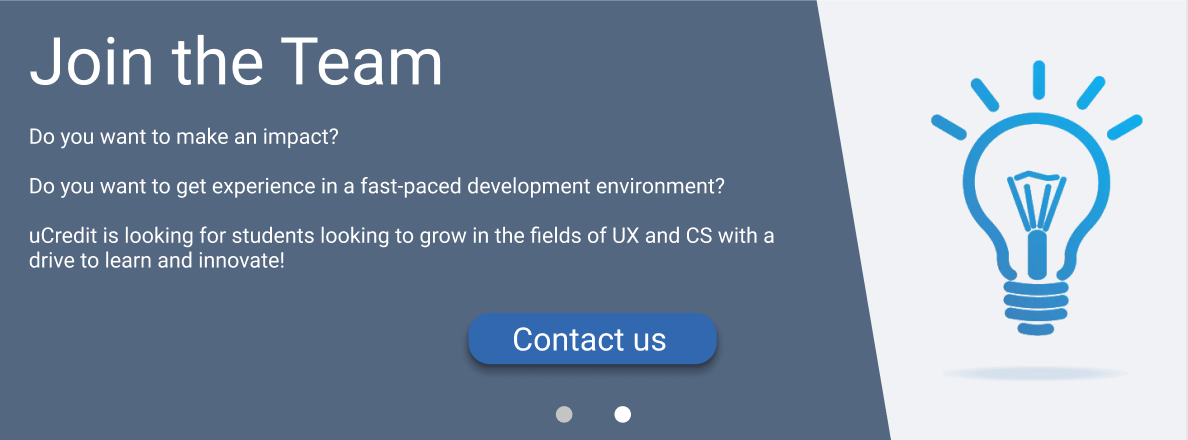 Join the Team
Do you want to make an impact?
Do you want to get experience in a fast-paced development environment?
uCredit is looking for students looking to grow in the fields of UX and CS with a
drive to learn and innovate!
Contact us